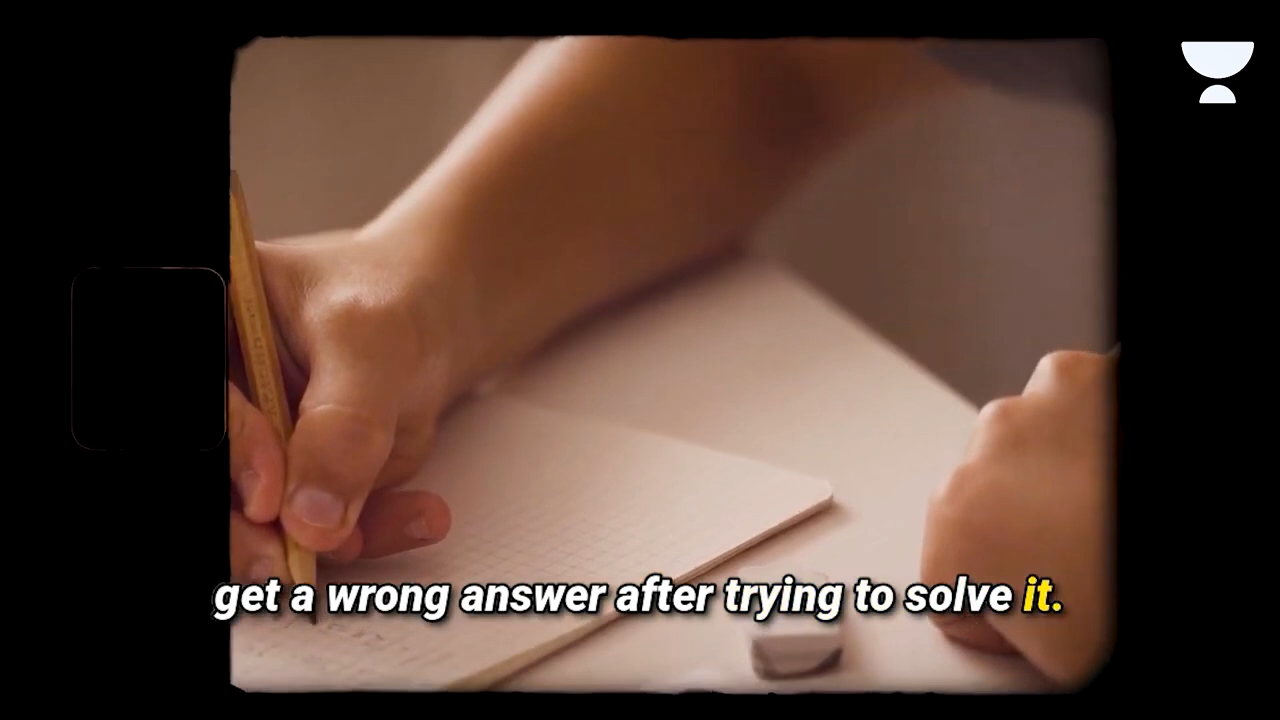 get a wrong answer after trying to solve it.